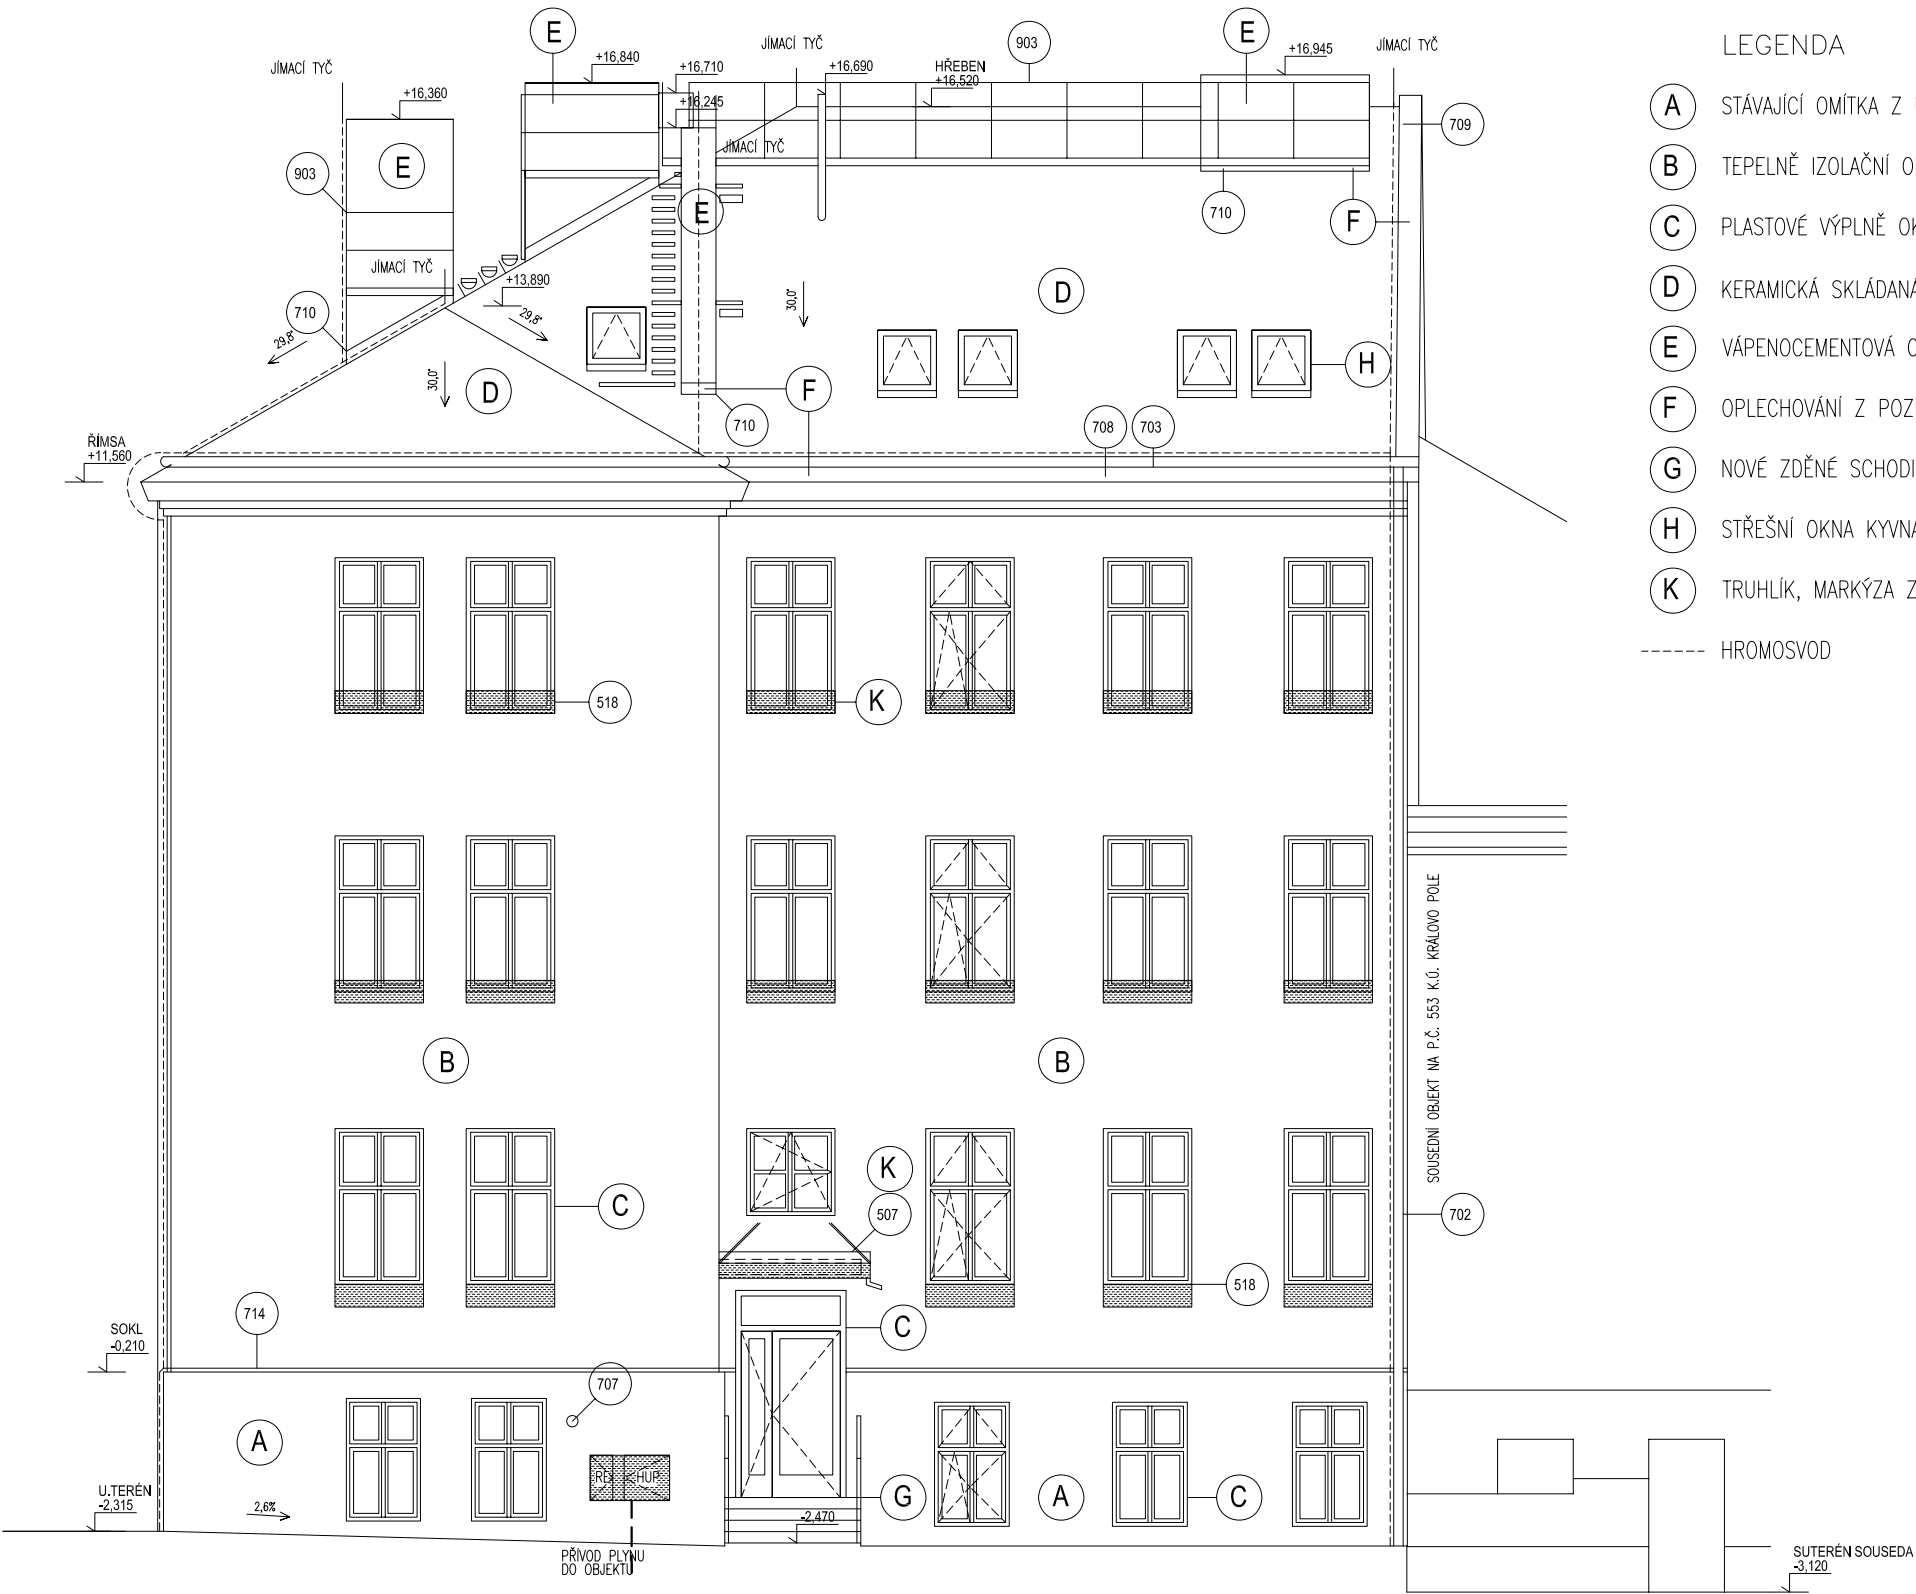 E
JÍMACÍ TYČ
903
E
JÍMACÍ TYČ
JÍMACÍ TYČ
+16,840
+16,710
+16,690
HŘEBEN
+16,520
+16,945
+16,360
+16,245
709
JÍMACÍ TYČ
E
903
E
710
F
JÍMACÍ TYČ
+13,890
D
710
29,8°
29,8°
30,0°
30,0°
D
H
F
710
708
703
ŘÍMSA
+11,560
518
K
B
B
SOUSEDNÍ OBJEKT NA P.Č. 553 K.Ú. KRÁLOVO POLE
K
C
507
702
518
714
C
SOKL
-0,210
707
A
RE
HUP
U.TERÉN
-2,315
2,6%
G
A
C
-2,470
PŘÍVOD PLYNU
DO OBJEKTU
SUTERÉN SOUSEDA
-3,120
LEGENDA
A STÁVAJÍCÍ OMÍTKA Z
B TEPELNĚ IZOLAČNÍ
C PLASTOVÉ VÝPLNĚ
D KERAMICKÁ SKLÁDANÁ
E VÁPENOCEMENTOVÁ
F OPLECHOVÁNÍ Z POZ
G NOVÉ ZDĚNÉ SCHODI
H STŘEŠNÍ OKNA KYVNÁ
K TRUHLÍK, MARKÝZA Z
HROMOSVOD